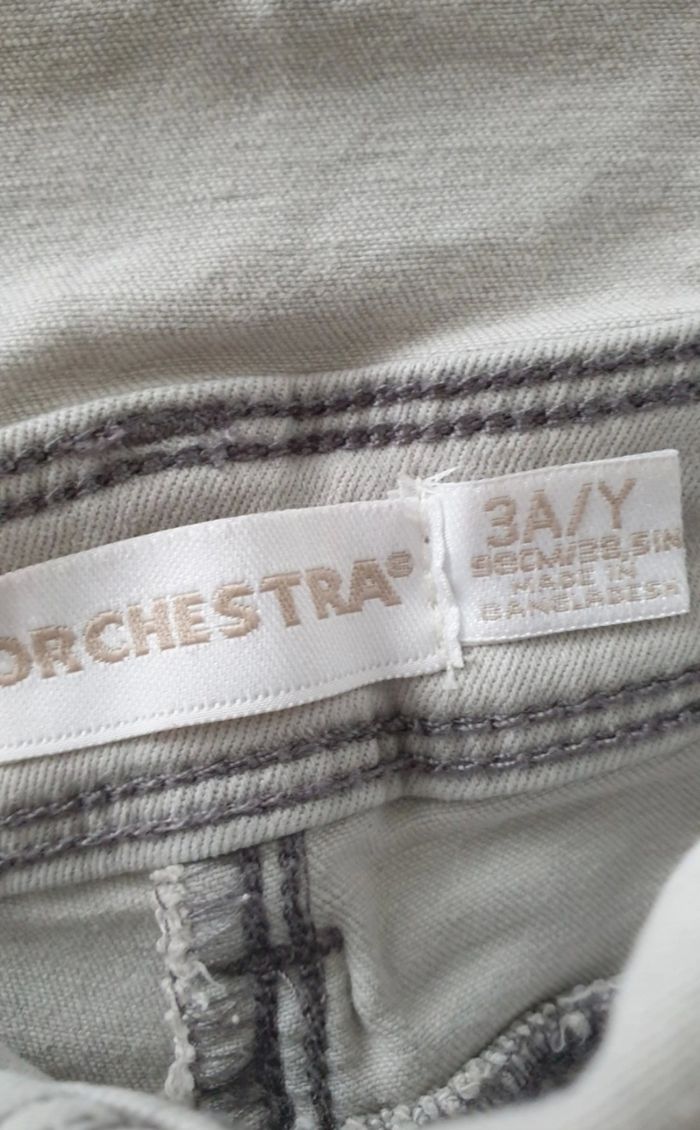 ORCHESTRA®
3A/Y
98CM/38.5IN
MADE IN
BANGLADESH